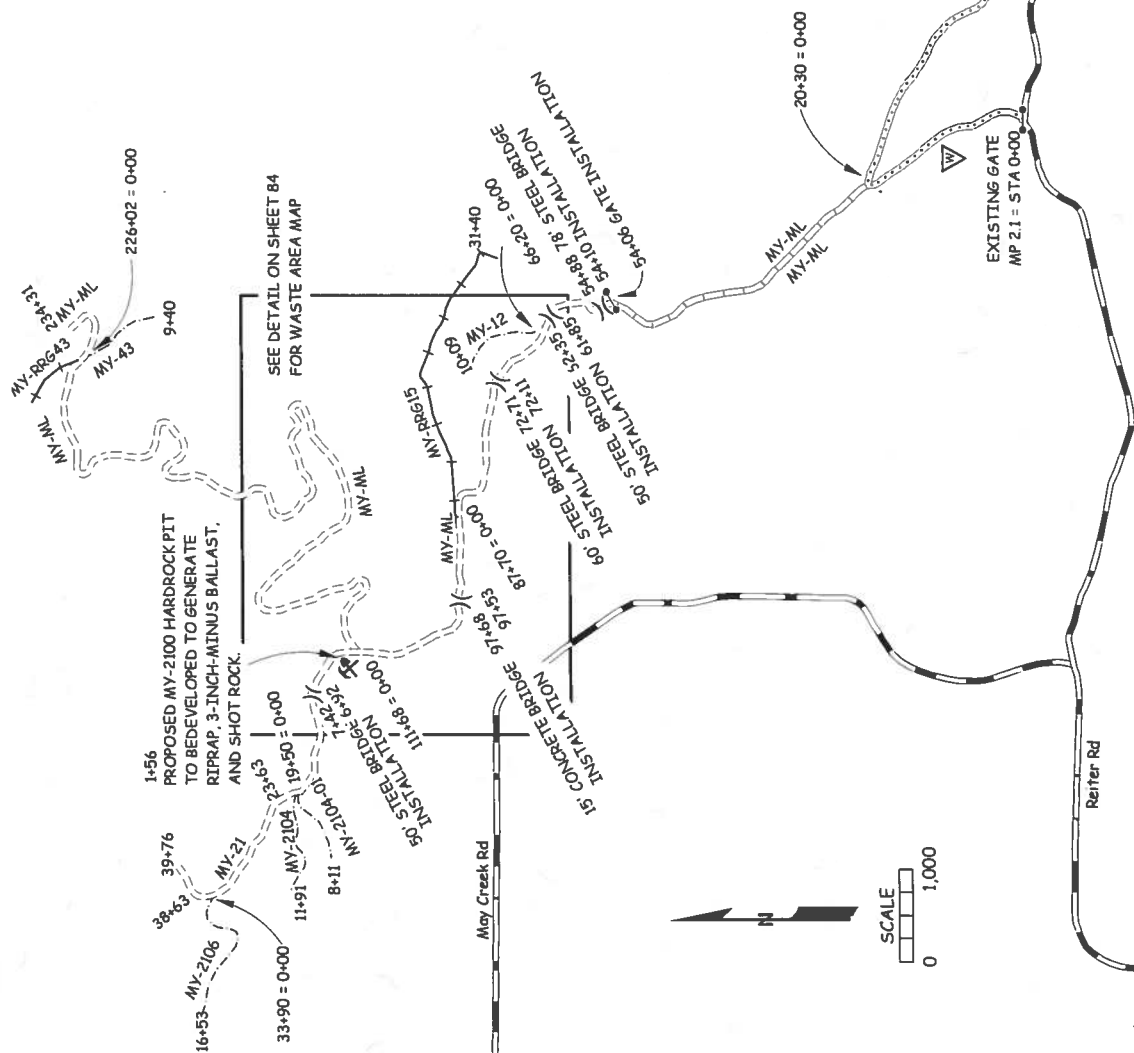 MY-RRG43
234+31
MY-ML
226+02 = 0+00
MY-ML
MY-43
9+40
SEE DETAIL ON SHEET 84
FOR WASTE AREA MAP
1+56
PROPOSED MY-2100 HARDROCK PIT
TO BEDEVELOPED TO GENERATE
RIPRAP, 3-INCH-MINUS BALLAST,
AND SHOT ROCK.
MY-ML
39+76
38+63
MY-21
MY-2106
16+53
33+90 = 0+00
23+63
19+50 = 0+00
MY-2104
11+91
MY-2104-01
8+11
7+42
50' STEEL BRIDGE 6+92
INSTALLATION
111+68 = 0+00
MY-RRG15
31+40
10+09
MY-12
66+20 = 0+00
54+88 78' STEEL BRIDGE
54+10 INSTALLATION
54+06 GATE INSTALLATION
50' STEEL BRIDGE 52+35
INSTALLATION 61+85
60' STEEL BRIDGE 72+71
INSTALLATION 72+11
MY-ML
87+70 = 0+00
15' CONCRETE BRIDGE 97+68
INSTALLATION 97+53
20+30 = 0+00
MY-ML
MY-ML
W
EXISTING GATE
MP 2.1 = STA 0+00
May Creek Rd
Reiter Rd
N
SCALE
0 1,000